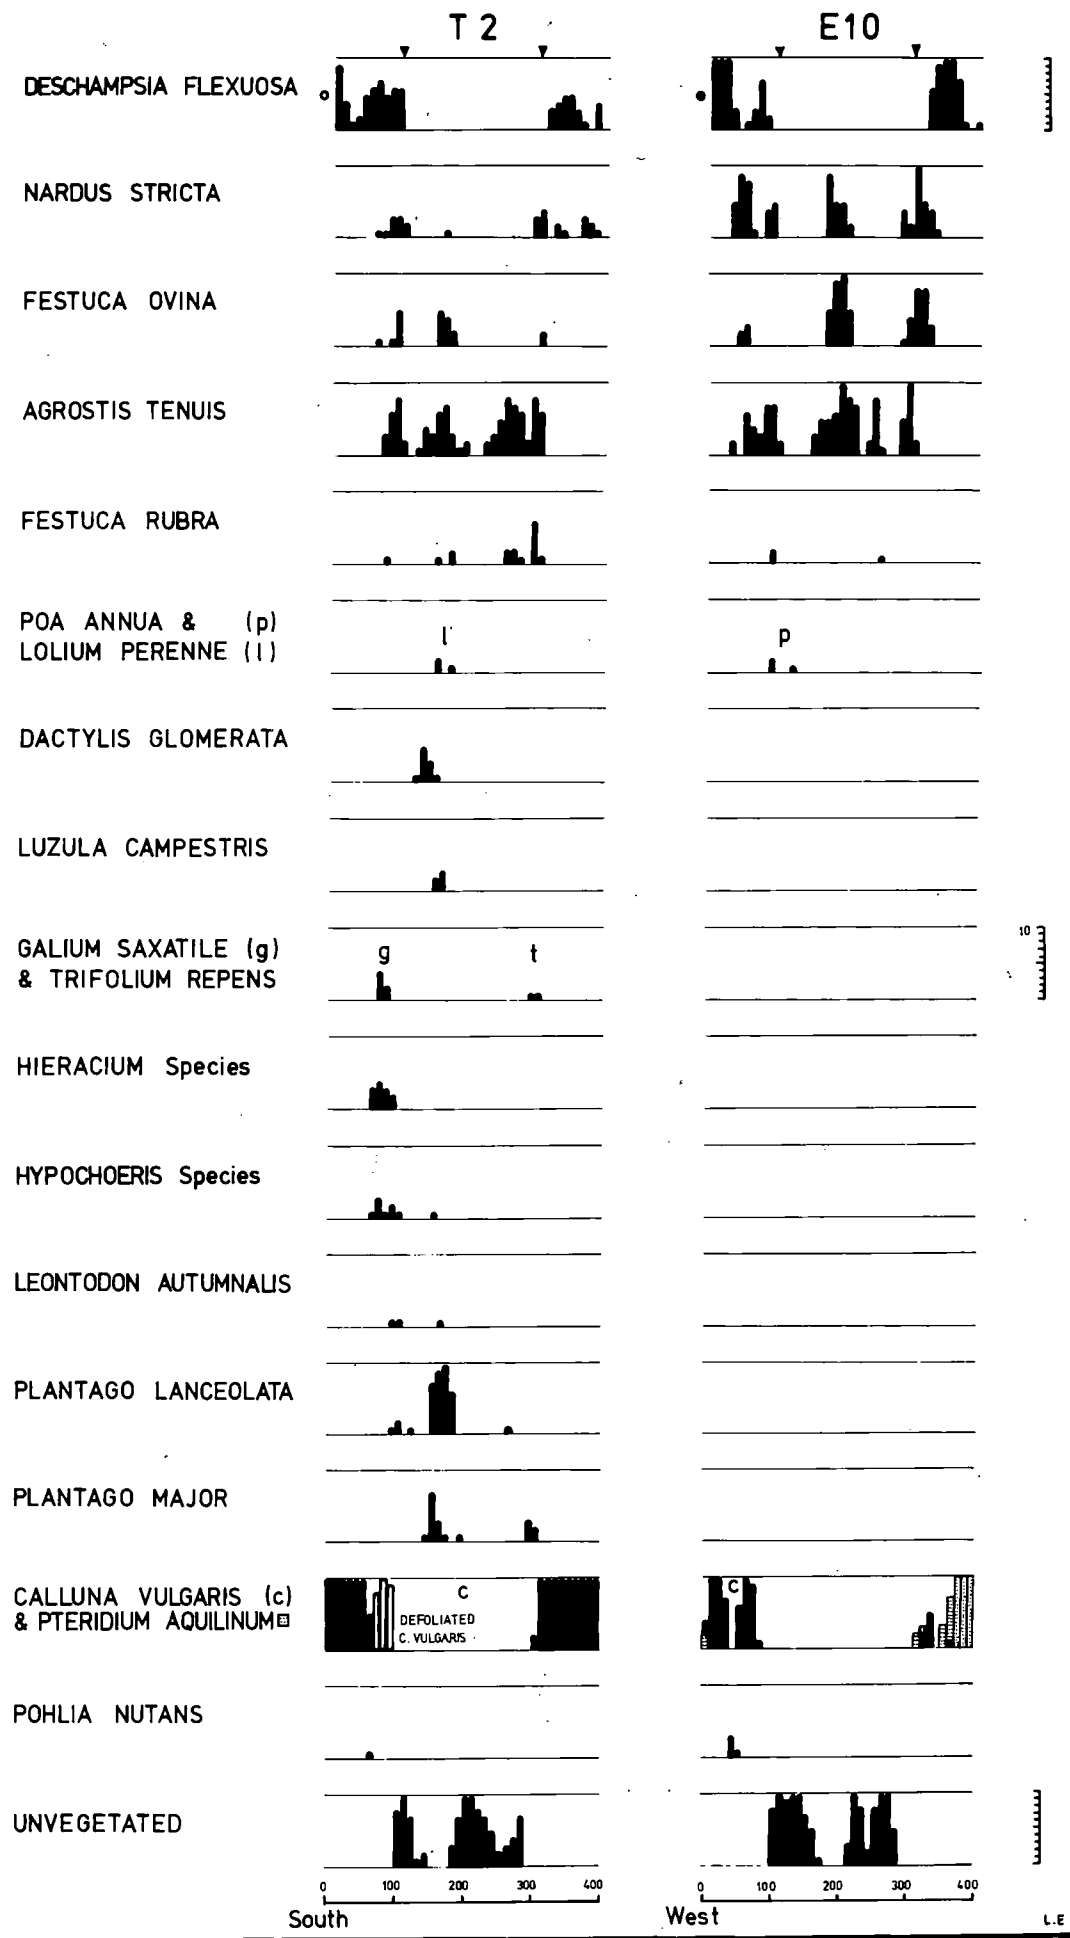 T 2 E10
DESCHAMPSIA FLEXUOSA
NARDUS STRICTA
FESTUCA OVINA
AGROSTIS TENUIS
FESTUCA RUBRA
POA ANNUA & (p)
LOLIUM PERENNE (l)
l p
DACTYLIS GLOMERATA
LUZULA CAMPESTRIS
GALIUM SAXATILE (g)
& TRIFOLIUM REPENS
g t
10
HIERACIUM Species
HYPOCHOERIS Species
LEONTODON AUTUMNALIS
PLANTAGO LANCEOLATA
PLANTAGO MAJOR
CALLUNA VULGARIS (c)
& PTERIDIUM AQUILINUM
C
DEFOLIATED
C. VULGARIS
C
POHLIA NUTANS
UNVEGETATED
0 100 200 300 400 0 100 200 300 400
South West L.E